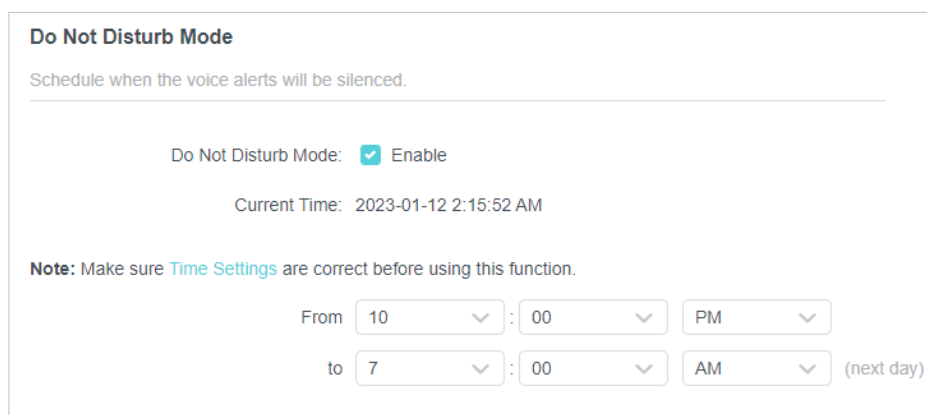 Do Not Disturb Mode
Schedule when the voice alerts will be silenced.
Do Not Disturb Mode: Enable
Current Time: 2023-01-12 2:15:52 AM
Note: Make sure Time Settings are correct before using this function.
From 10 : 00 PM
to 7 : 00 AM (next day)